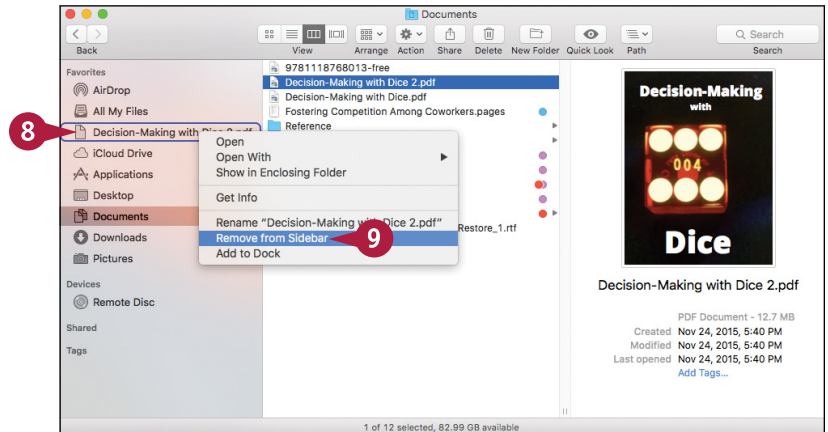 Documents
Back
View
Arrange
Action
Share
Delete
New Folder
Quick Look
Path
Search
Search
Favorites
AirDrop
All My Files
8
Decision-Making with Dice 2.pdf
iCloud Drive
Applications
Desktop
Documents
Downloads
Pictures
Devices
Remote Disc
Shared
Tags
9781118768013-free
Decision-Making with Dice 2.pdf
Decision-Making with Dice.pdf
Fostering Competition Among Coworkers.pages
Reference
Restore_1.rtf
Open
Open With
Show in Enclosing Folder
Get Info
Rename “Decision-Making with Dice 2.pdf”
Remove from Sidebar
9
Add to Dock
Decision-Making
with
004
Dice
Decision-Making with Dice 2.pdf
PDF Document - 12.7 MB
Created Nov 24, 2015, 5:40 PM
Modified Nov 24, 2015, 5:40 PM
Last opened Nov 24, 2015, 5:40 PM
Add Tags...
1 of 12 selected, 82.99 GB available